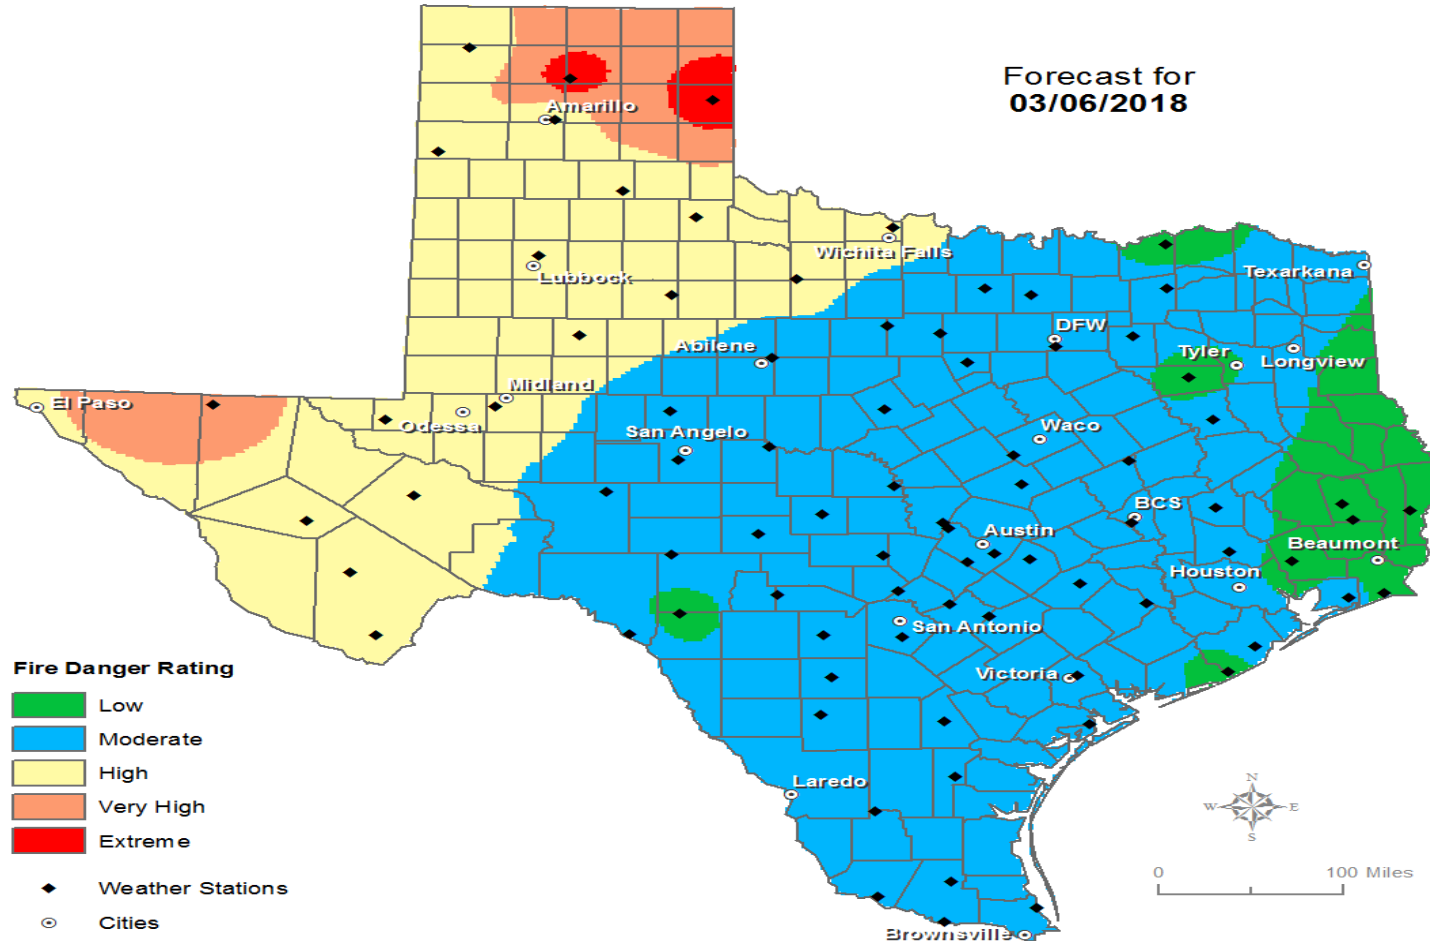 Forecast for
03/06/2018
Amarillo
Wichita Falls
Lubbock
Texarkana
DFW
Abilene
Tyler
Longview
Midland
El Paso
Odessa
San Angelo
Waco
BCS
Austin
Beaumont
Houston
San Antonio
Victoria
Laredo
Brownsville
Fire Danger Rating
Low
Moderate
High
Very High
Extreme
Weather Stations
Cities
N
W E
S
0 100 Miles